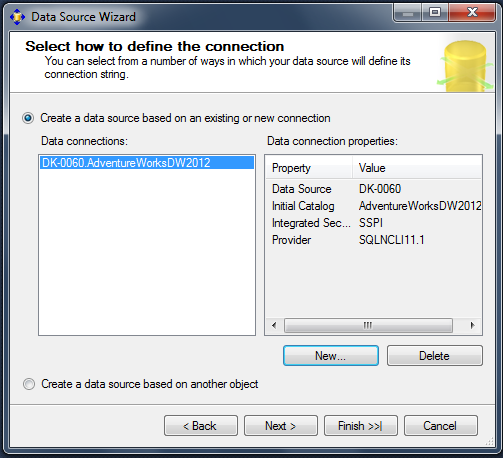 Data Source Wizard
Select how to define the connection
You can select from a number of ways in which your data source will define its
connection string.
Create a data source based on an existing or new connection
Data connections:
Data connection properties:
DK-0060.AdventureWorksDW2012
Property Value
Data Source DK-0060
Initial Catalog AdventureWorksDW2012
Integrated Sec... SSPI
Provider SQLNCLI11.1
New... Delete
Create a data source based on another object
< Back Next > Finish >>| Cancel